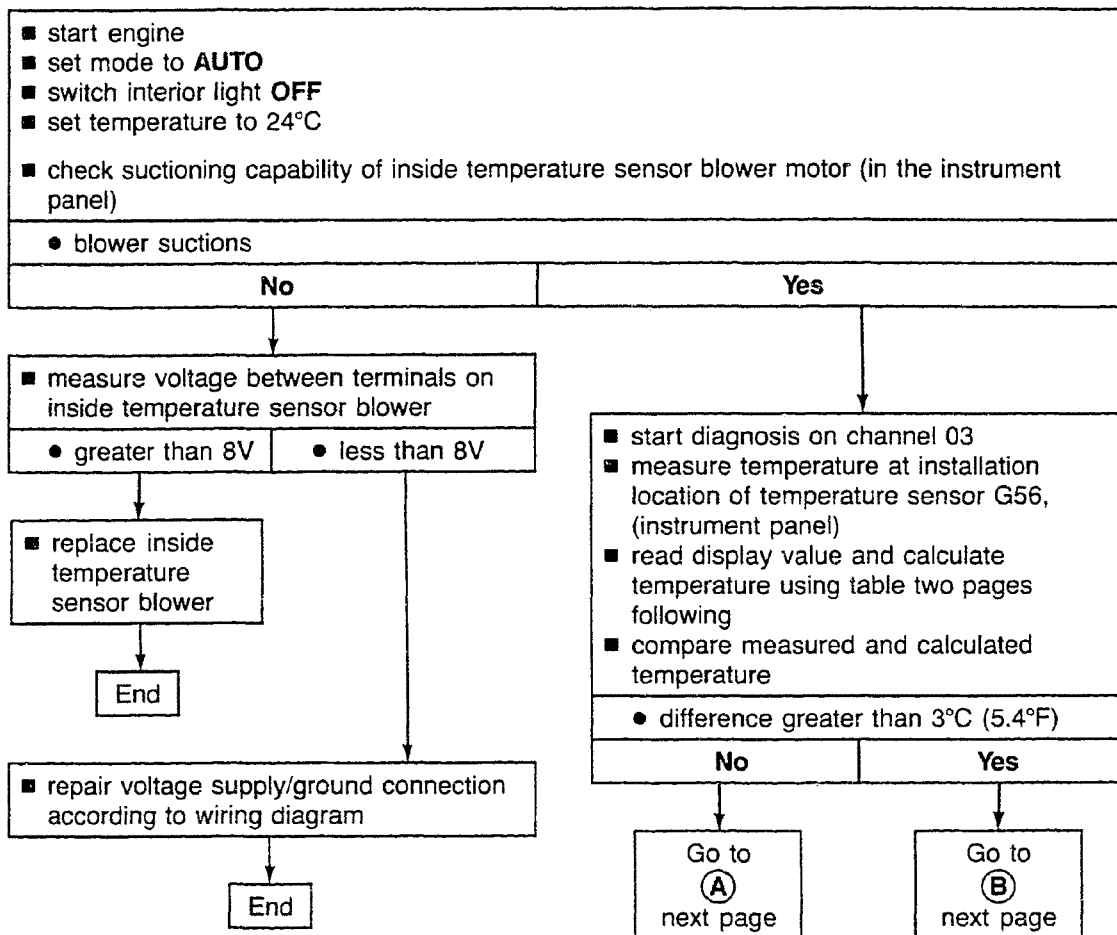 ■ start engine
■ set mode to AUTO
■ switch interior light OFF
■ set temperature to 24°C
■ check suctioning capability of inside temperature sensor blower motor (in the instrument
panel)
● blower suctions
No
Yes
■ measure voltage between terminals on
inside temperature sensor blower
● greater than 8V
● less than 8V
■ replace inside
temperature
sensor blower
End
■ repair voltage supply/ground connection
according to wiring diagram
End
■ start diagnosis on channel 03
■ measure temperature at installation
location of temperature sensor G56,
(instrument panel)
■ read display value and calculate
temperature using table two pages
following
■ compare measured and calculated
temperature
● difference greater than 3°C (5.4°F)
No
Yes
Go to
A
next page
Go to
B
next page